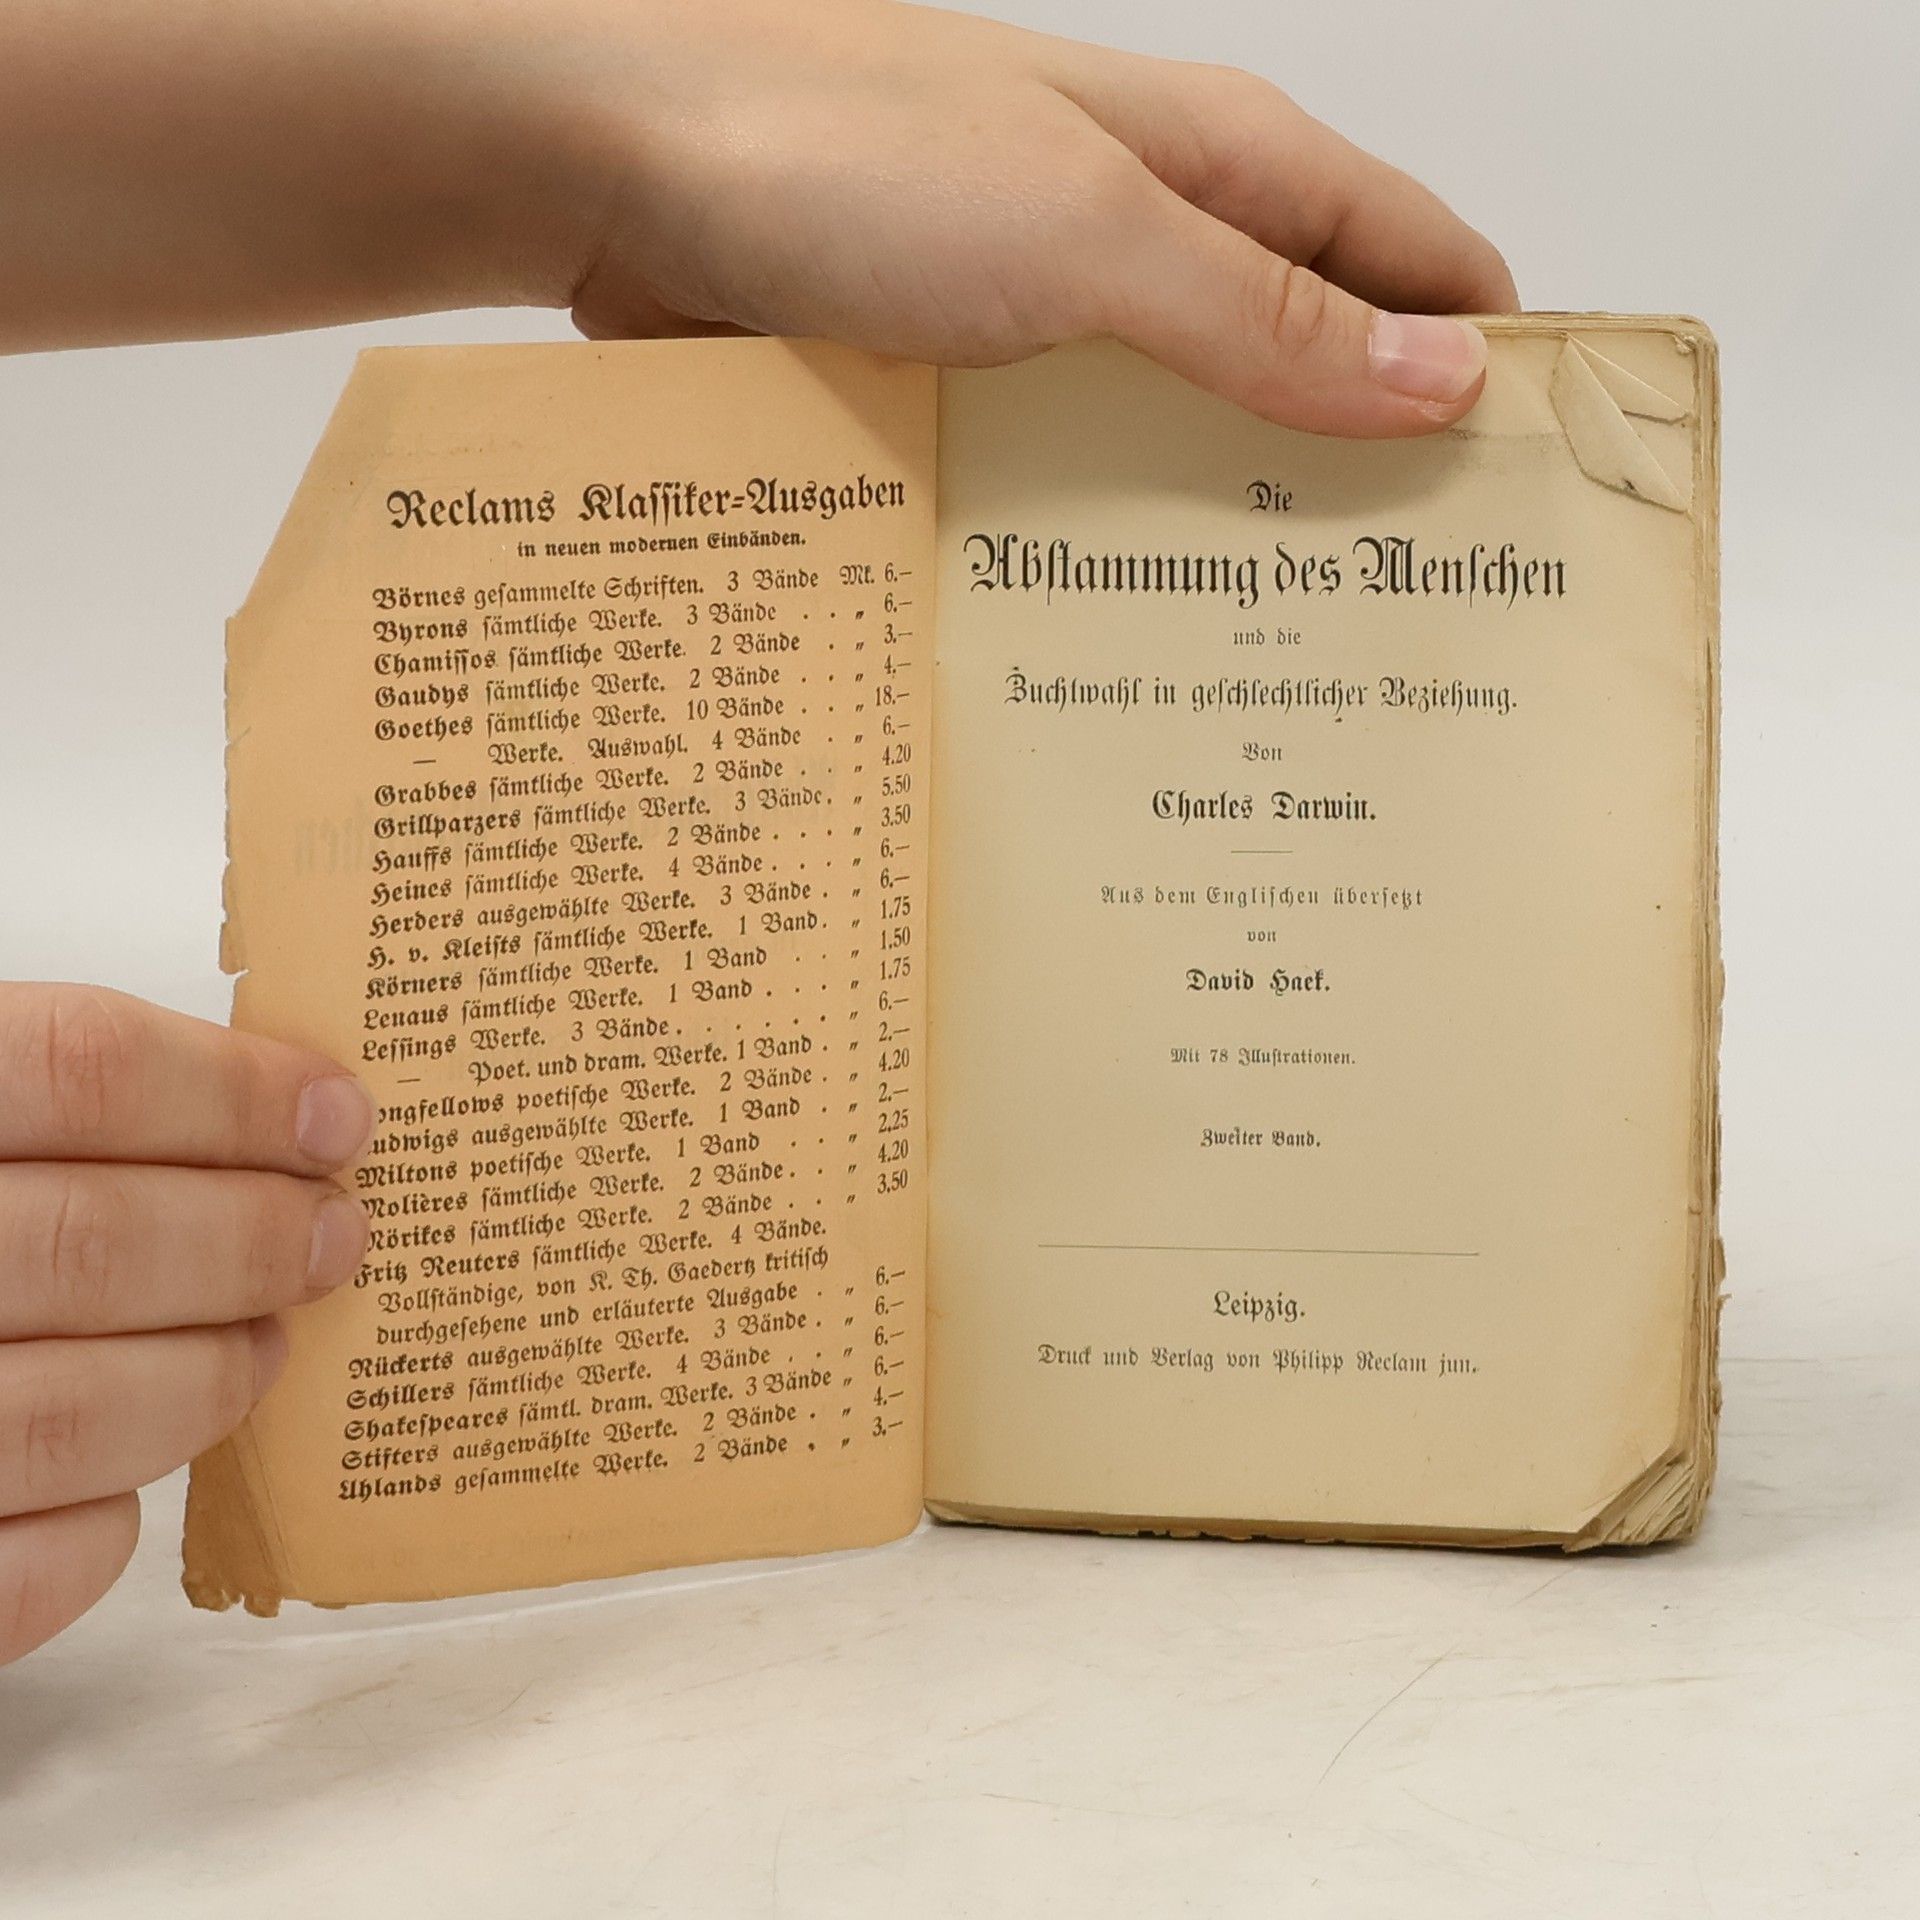 Reclams Klassiker-Ausgaben
in neuen modernen Einbänden.
Börnes gesammelte Schriften. 3 Bände Mk. 6.—
Byrons sämtliche Werke. 3 Bände . . „ 6.—
Chamissos sämtliche Werke. 2 Bände . „ 3.—
Gaudys sämtliche Werke. 2 Bände . . „ 4.—
Goethes sämtliche Werke. 10 Bände . . „ 18.—
— Werke. Auswahl. 4 Bände . „ 6.—
Grabbes sämtliche Werke. 2 Bände . . „ 4.20
Grillparzers sämtliche Werke. 3 Bände. „ 5.50
Hauffs sämtliche Werke. 2 Bände . . . „ 3.50
Heines sämtliche Werke. 4 Bände . . . „ 6.—
Herders ausgewählte Werke. 3 Bände . „ 6.—
H. v. Kleists sämtliche Werke. 1 Band. „ 1.75
Körners sämtliche Werke. 1 Band . . „ 1.50
Lenaus sämtliche Werke. 1 Band . . . „ 1.75
Lessings Werke. 3 Bände . . . . . . „ 6.—
— Poet. und dram. Werke. 1 Band . „ 2.—
ongfellows poetische Werke. 2 Bände . „ 4.20
udwigs ausgewählte Werke. 1 Band . „ 2.—
Miltons poetische Werke. 1 Band . . „ 2.25
Molières sämtliche Werke. 2 Bände . . „ 4.20
Mörikes sämtliche Werke. 2 Bände . . „ 3.50
Fritz Reuters sämtliche Werke. 4 Bände.
Vollständige, von K. Th. Gaedertz kritisch
durchgesehene und erläuterte Ausgabe . „ 6.—
Rückerts ausgewählte Werke. 3 Bände . „ 6.—
Schillers sämtliche Werke. 4 Bände . . „ 6.—
Shakespeares sämtl. dram. Werke. 3 Bände „ 6.—
Stifters ausgewählte Werke. 2 Bände . „ 4.—
Uhlands gesammelte Werke. 2 Bände . „ 3.—
Die
Abstammung des Menschen
und die
Zuchtwahl in geschlechtlicher Beziehung.
Von
Charles Darwin.
Aus dem Englischen übersetzt
von
David Haek.
Mit 78 Illustrationen.
Zweiter Band.
Leipzig.
Druck und Verlag von Philipp Reclam jun.